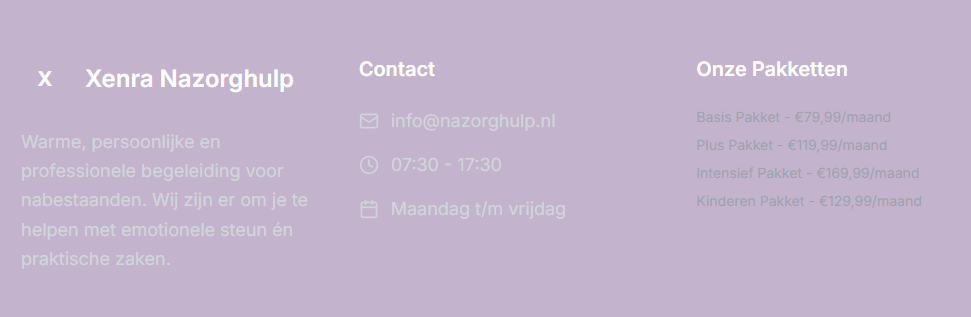 X Xenra Nazorghulp
Warme, persoonlijke en
professionele begeleiding voor
nabestaanden. Wij zijn er om je te
helpen met emotionele steun én
praktische zaken.
Contact
info@nazorghulp.nl
07:30 - 17:30
Maandag t/m vrijdag
Onze Pakketten
Basis Pakket - €79,99/maand
Plus Pakket - €119,99/maand
Intensief Pakket - €169,99/maand
Kinderen Pakket - €129,99/maand